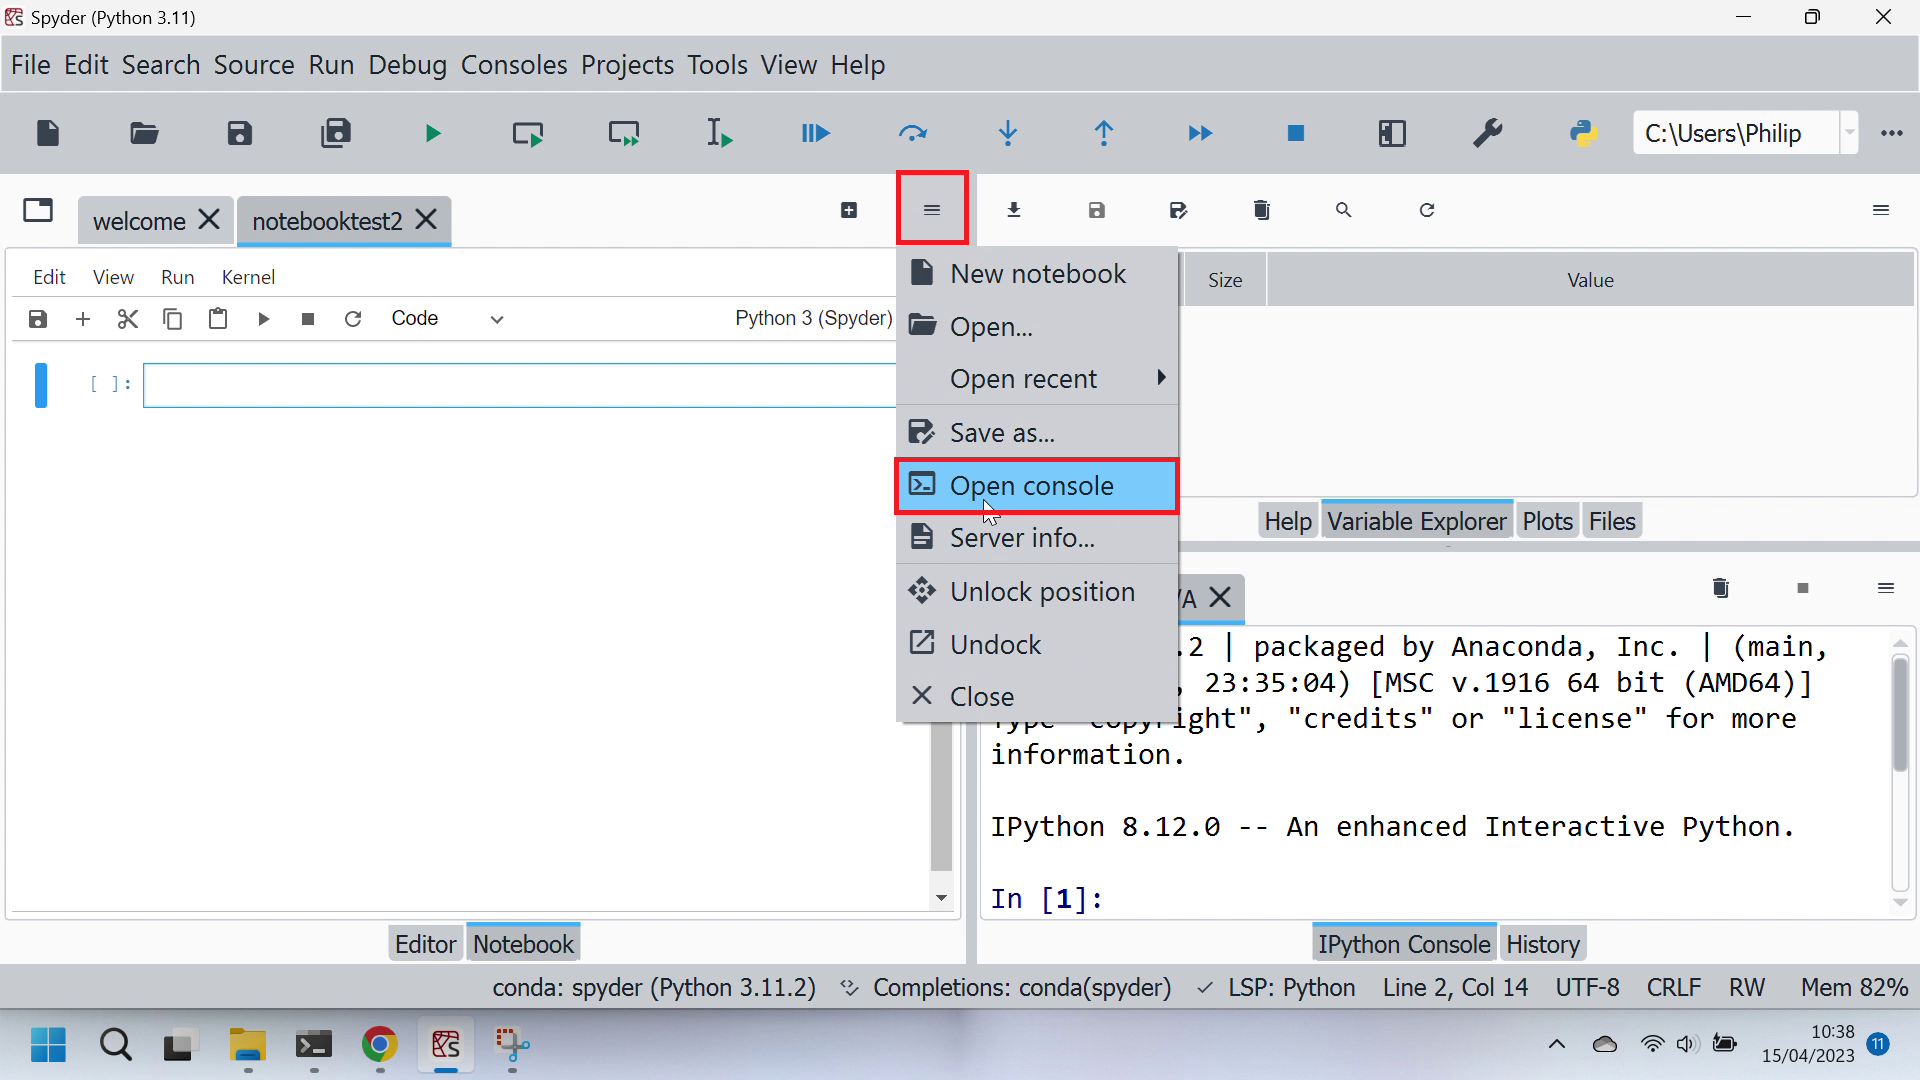 Spyder (Python 3.11)
File Edit Search Source Run Debug Consoles Projects Tools View Help
C:\Users\Philip
welcome
notebooktest2
Edit View Run Kernel
Code
Python 3 (Spyder)
[ ]:
New notebook
Open...
Open recent
Save as...
Open console
Server info...
Unlock position
Undock
Close
Size
Value
Help
Variable Explorer
Plots
Files
/A
.2 | packaged by Anaconda, Inc. | (main,
, 23:35:04) [MSC v.1916 64 bit (AMD64)]
Type "copyright", "credits" or "license" for more
information.
IPython 8.12.0 -- An enhanced Interactive Python.
In [1]:
Editor
Notebook
IPython Console
History
conda: spyder (Python 3.11.2)
Completions: conda(spyder)
LSP: Python
Line 2, Col 14
UTF-8
CRLF
RW
Mem 82%
10:38
15/04/2023
11